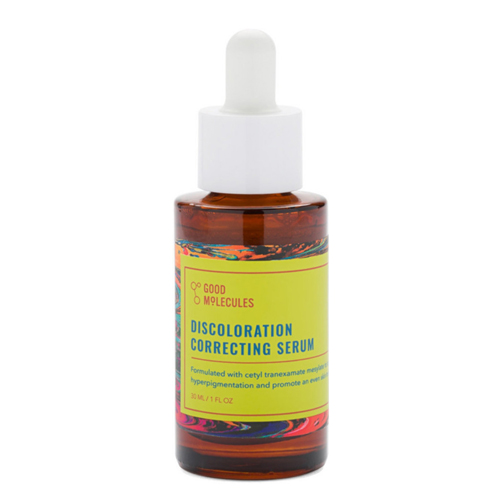 GOOD
MOLECULES
DISCOLORATION
CORRECTING SERUM
Formulated with cetyl tranexamate mesylate
hyperpigmentation and promote an even
30 ML / 1 FL OZ